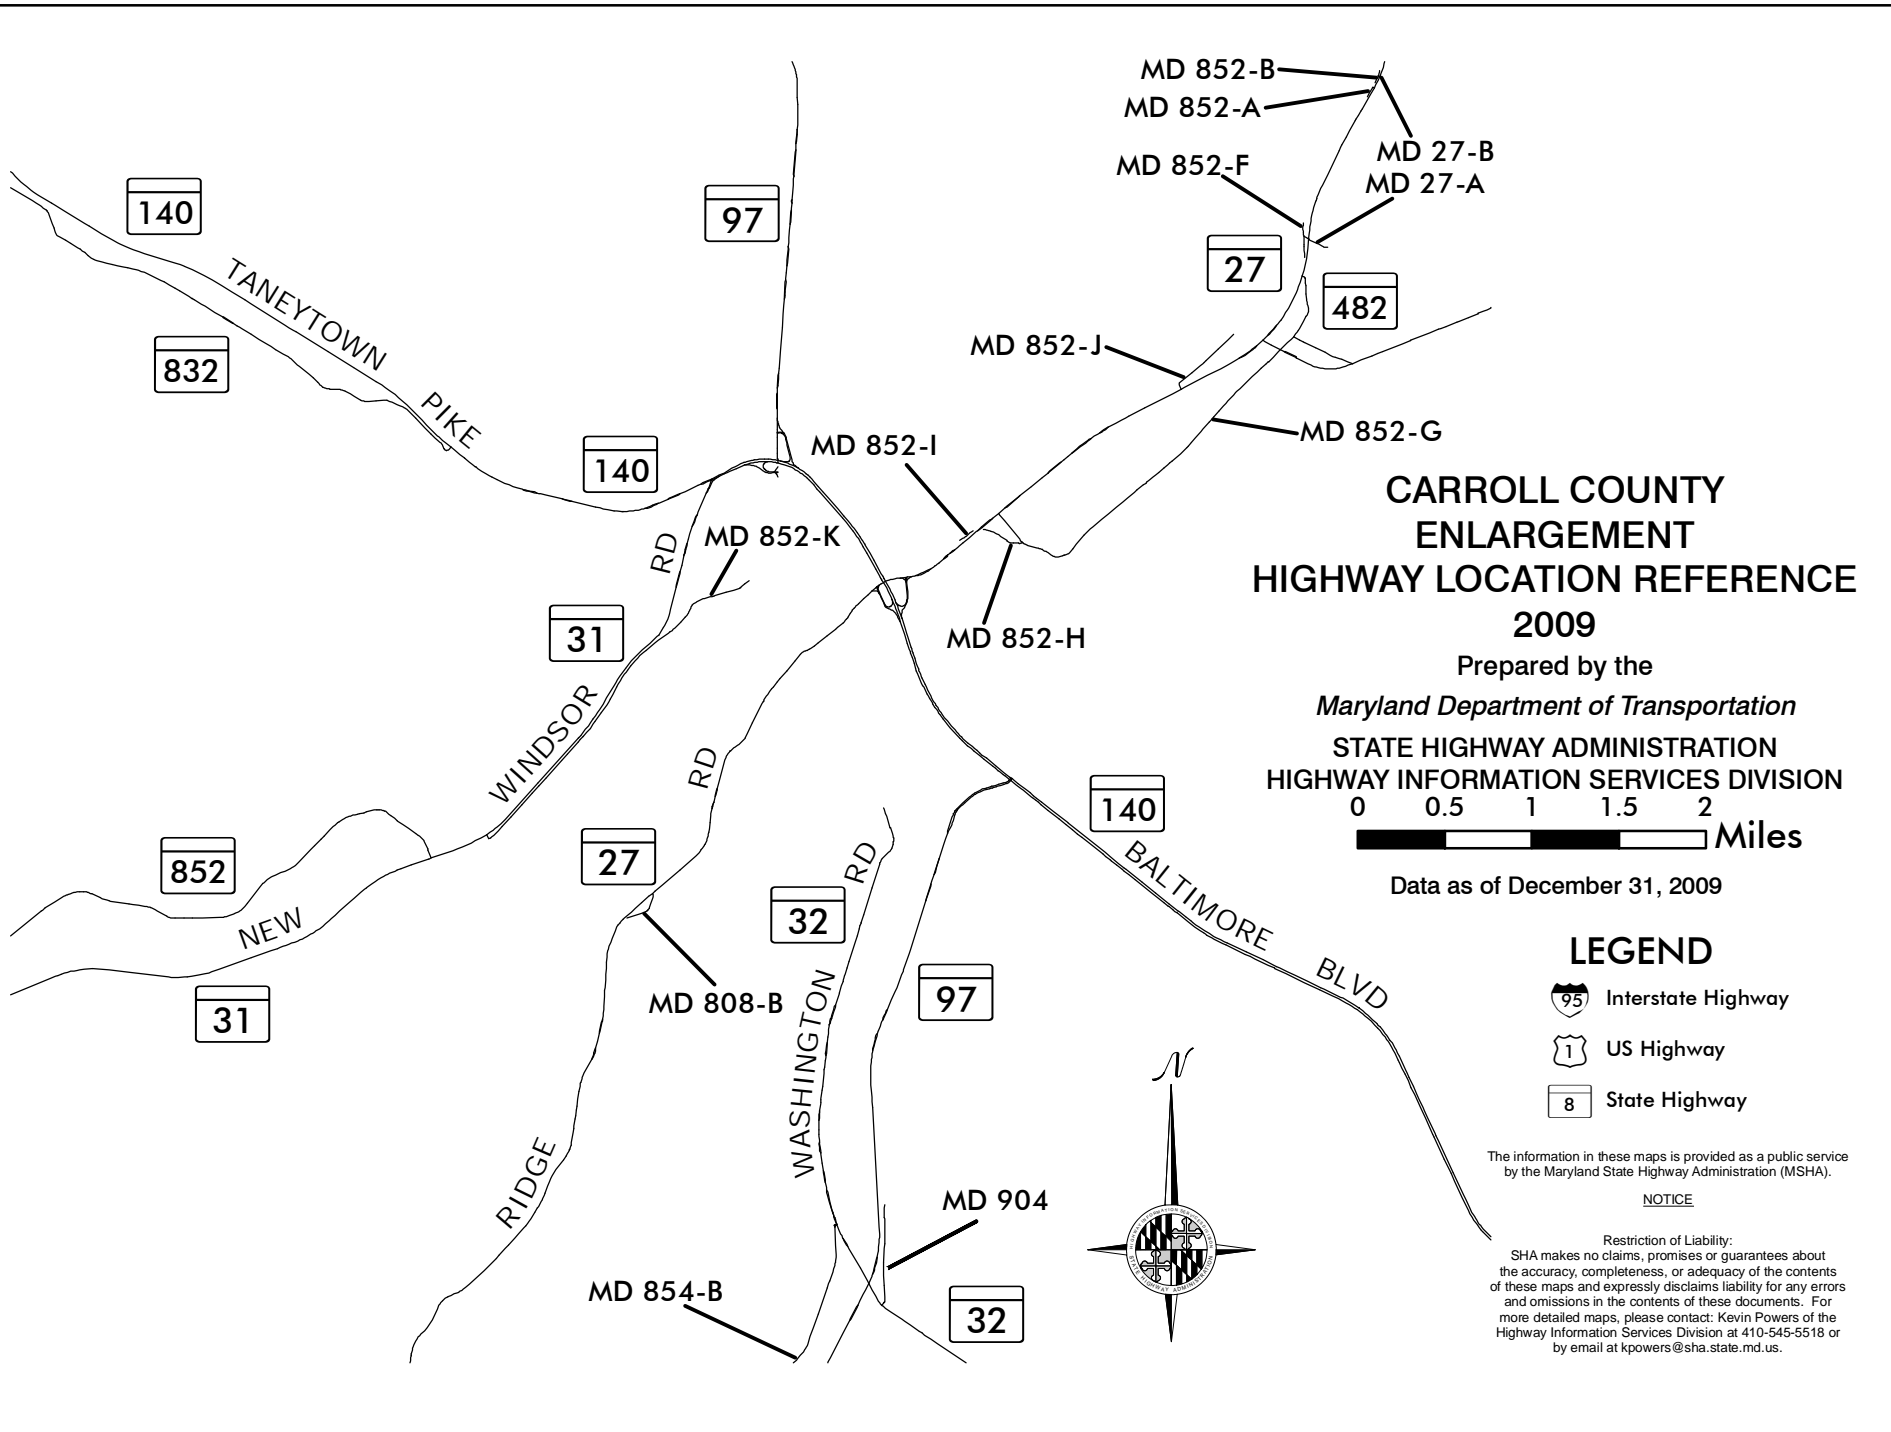 MD 852-B
MD 852-A
MD 27-B
MD 852-F
MD 27-A
140
97
27
482
TANEYTOWN PIKE
832
MD 852-J
MD 852-G
140
MD 852-I
RD
MD 852-K
31
MD 852-H
WINDSOR
RD
140
852
27
RD
BALTIMORE BLVD
NEW
32
31
MD 808-B
97
WASHINGTON
RIDGE
MD 904
MD 854-B
32
CARROLL COUNTY
ENLARGEMENT
HIGHWAY LOCATION REFERENCE
2009
Prepared by the
Maryland Department of Transportation
STATE HIGHWAY ADMINISTRATION
HIGHWAY INFORMATION SERVICES DIVISION
0 0.5 1 1.5 2
Miles
Data as of December 31, 2009
LEGEND
95 Interstate Highway
1 US Highway
8 State Highway
N
HIGHWAY INFORMATION SERVICES DIVISION
STATE HIGHWAY ADMINISTRATION
The information in these maps is provided as a public service
by the Maryland State Highway Administration (MSHA).
NOTICE
Restriction of Liability:
SHA makes no claims, promises or guarantees about
the accuracy, completeness, or adequacy of the contents
of these maps and expressly disclaims liability for any errors
and omissions in the contents of these documents. For
more detailed maps, please contact: Kevin Powers of the
Highway Information Services Division at 410-545-5518 or
by email at kpowers@sha.state.md.us.